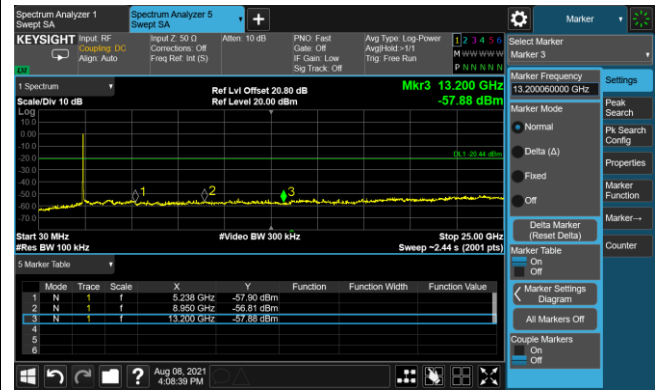 Spectrum Analyzer 1
Swept SA
Spectrum Analyzer 5
Swept SA
+
Marker
KEYSIGHT
Input: RF
Coupling: DC
Align: Auto
Input Z: 50 Ω
Corrections: Off
Freq Ref: Int (S)
Atten: 10 dB
PNO: Fast
Gate: Off
IF Gain: Low
Sig Track: Off
Avg Type: Log-Power
Avg|Hold:>1/1
Trig: Free Run
1 2 3 4 5 6
M W W W W W
P N N N N N
LXI
Select Marker
Marker 3
1 Spectrum
Scale/Div 10 dB
Ref Lvl Offset 20.80 dB
Ref Level 20.00 dBm
Mkr3 13.200 GHz
-57.88 dBm
Log
10.0
0.00
-10.0
-20.0
-30.0
-40.0
-50.0
-60.0
-70.0
DL1 -20.44 dBm
1
2
3
Start 30 MHz
#Res BW 100 kHz
#Video BW 300 kHz
Stop 25.00 GHz
Sweep ~2.44 s (2001 pts)
5 Marker Table
Mode Trace Scale X Y Function Function Width Function Value
1 N 1 f 5.238 GHz -57.90 dBm
2 N 1 f 8.950 GHz -56.81 dBm
3 N 1 f 13.200 GHz -57.88 dBm
4
5
6
Marker Frequency
13.200060000 GHz
Marker Mode
Normal
Delta (Δ)
Fixed
Off
Delta Marker
(Reset Delta)
Marker Table
On
Off
Marker Settings
Diagram
All Markers Off
Couple Markers
On
Off
Settings
Peak
Search
Pk Search
Config
Properties
Marker
Function
Marker→
Counter
?
Aug 08, 2021
4:08:39 PM